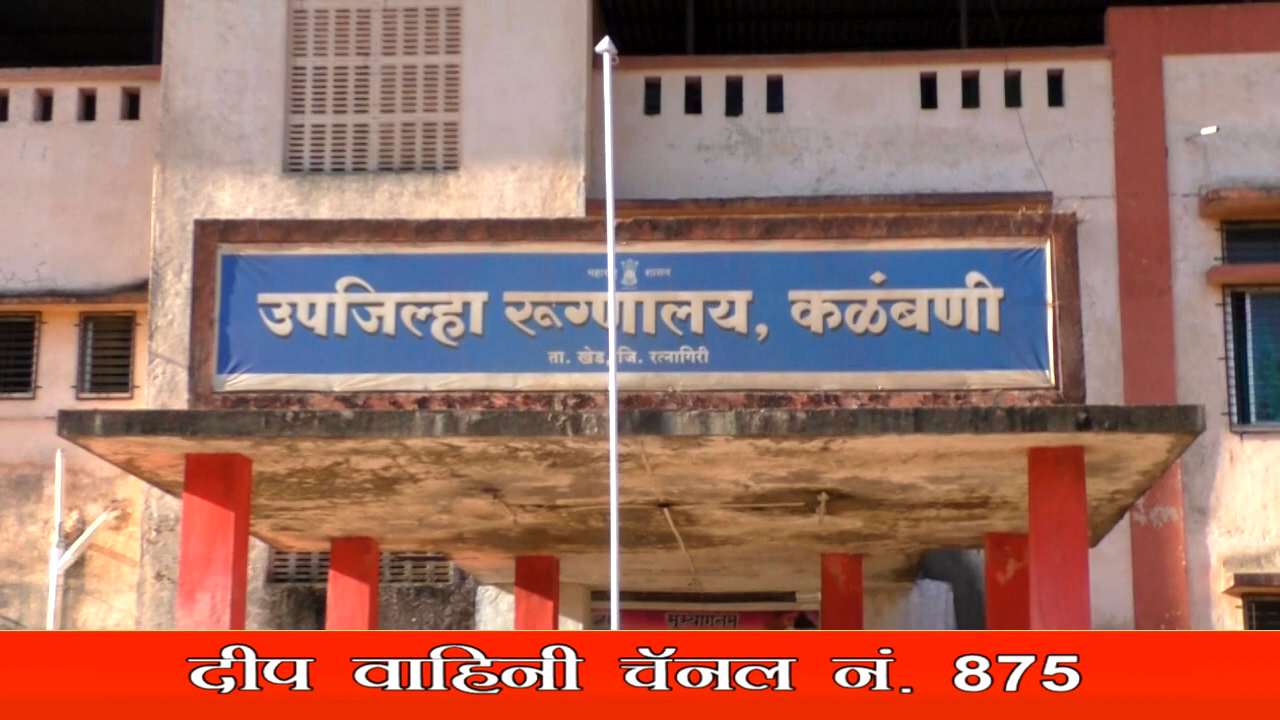 महाराष्ट्र शासन
उपजिल्हा रुग्णालय, कळंबणी
ता. खेड, जि. रत्नागिरी
दीप वाहिनी चॅनल नं. 875